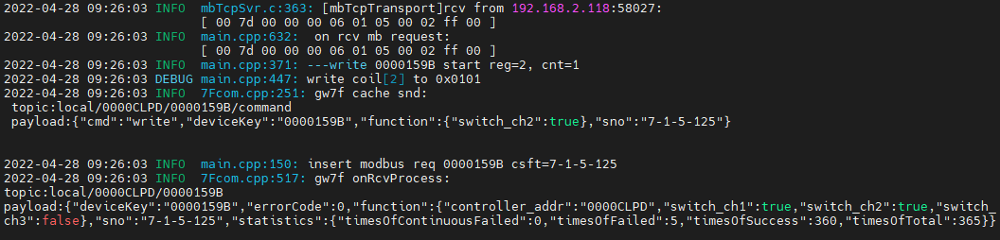 2022-04-28 09:26:03 INFO  mbTcpSvr.c:363: [mbTcpTransport]rcv from 192.168.2.118:58027:
[ 00 7d 00 00 00 06 01 05 00 02 ff 00 ]
2022-04-28 09:26:03 INFO  main.cpp:632:  on rcv mb request:
[ 00 7d 00 00 00 06 01 05 00 02 ff 00 ]
2022-04-28 09:26:03 INFO  main.cpp:371: ---write 0000159B start reg=2, cnt=1
2022-04-28 09:26:03 DEBUG main.cpp:447: write coil[2] to 0x0101
2022-04-28 09:26:03 INFO  7Fcom.cpp:251: gw7f cache snd:
topic:local/0000CLPD/0000159B/command
payload:{"cmd":"write","deviceKey":"0000159B","function":{"switch_ch2":true},"sno":"7-1-5-125"}
2022-04-28 09:26:03 INFO  main.cpp:150: insert modbus req 0000159B csft=7-1-5-125
2022-04-28 09:26:03 INFO  7Fcom.cpp:517: gw7f onRcvProcess:
topic:local/0000CLPD/0000159B
payload:{"deviceKey":"0000159B","errorCode":0,"function":{"controller_addr":"0000CLPD","switch_ch1":true,"switch_ch2":true,"switch_
ch3":false},"sno":"7-1-5-125","statistics":{"timesOfContinuousFailed":0,"timesOfFailed":5,"timesOfSuccess":360,"timesOfTotal":365}}